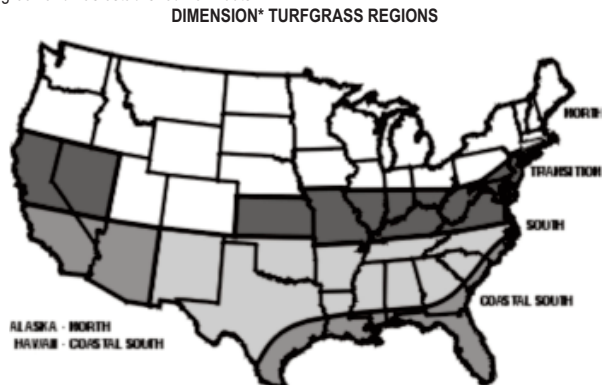 DIMENSION* TURFGRASS REGIONS
NORTH
TRANSITION
SOUTH
COASTAL SOUTH
ALASKA - NORTH
HAWAII - COASTAL SOUTH